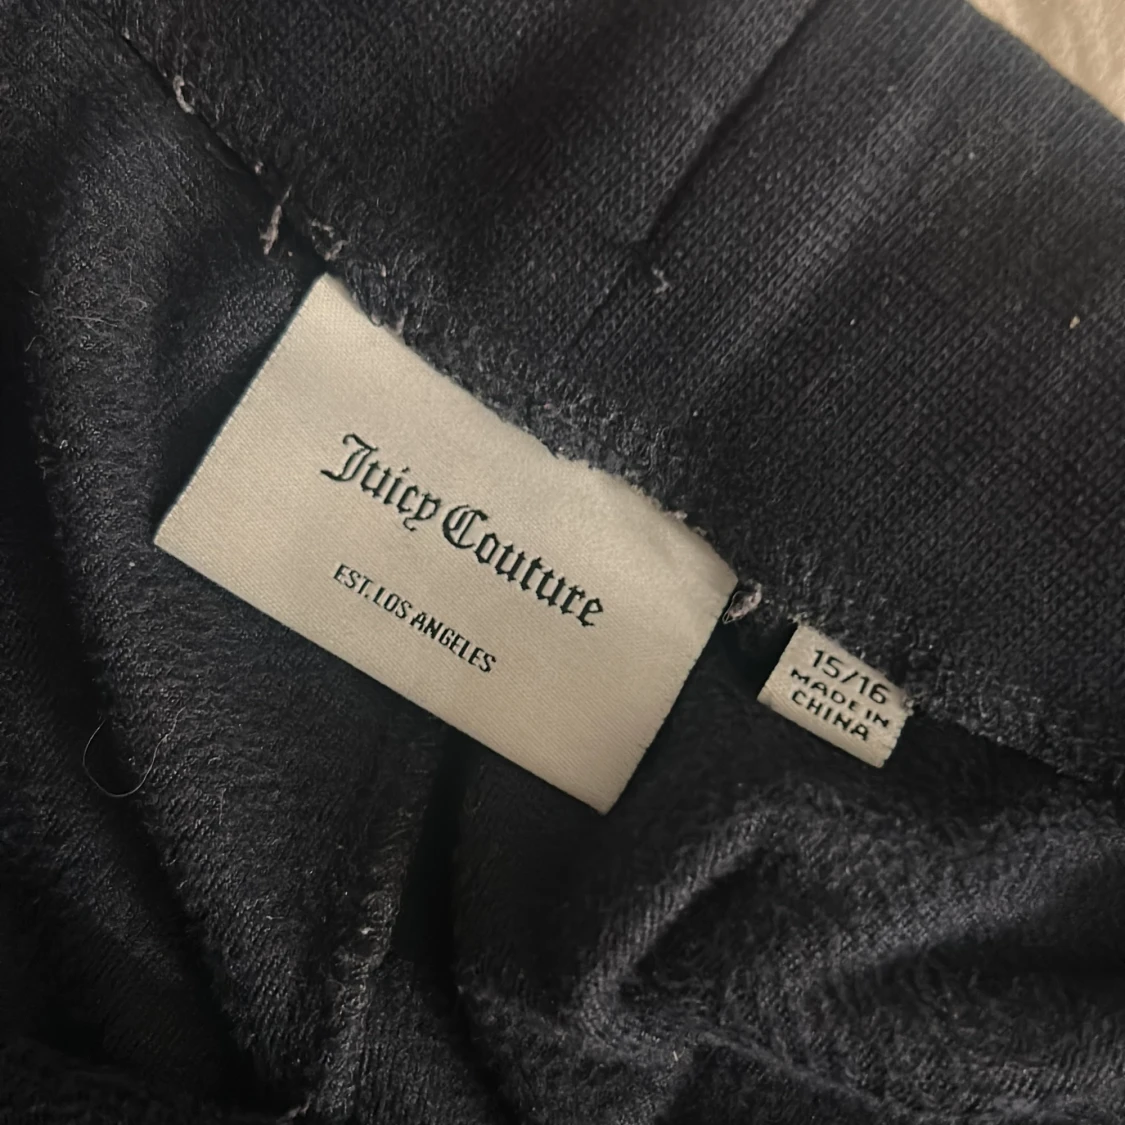 Juicy Couture
EST. LOS ANGELES
15/16
MADE IN
CHINA